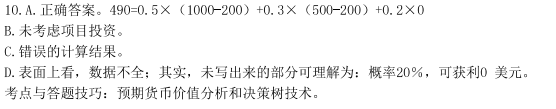 10.A.正确答案。490=0.5×（1000-200）+0.3×（500-200）+0.2×0
B.未考虑项目投资。
C.错误的计算结果。
D.表面上看，数据不全；其实，未写出来的部分可理解为：概率20%，可获利0 美元。
考点与答题技巧：预期货币价值分析和决策树技术。